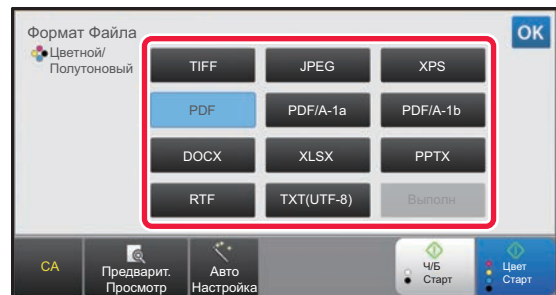 Формат Файла
OK
Цветной/
Полутоновый
TIFF
JPEG
XPS
PDF
PDF/A-1a
PDF/A-1b
DOCX
XLSX
PPTX
RTF
TXT(UTF-8)
Выполн
CA
Предварит.
Просмотр
Авто
Настройка
Ч/Б
Старт
Цвет
Старт